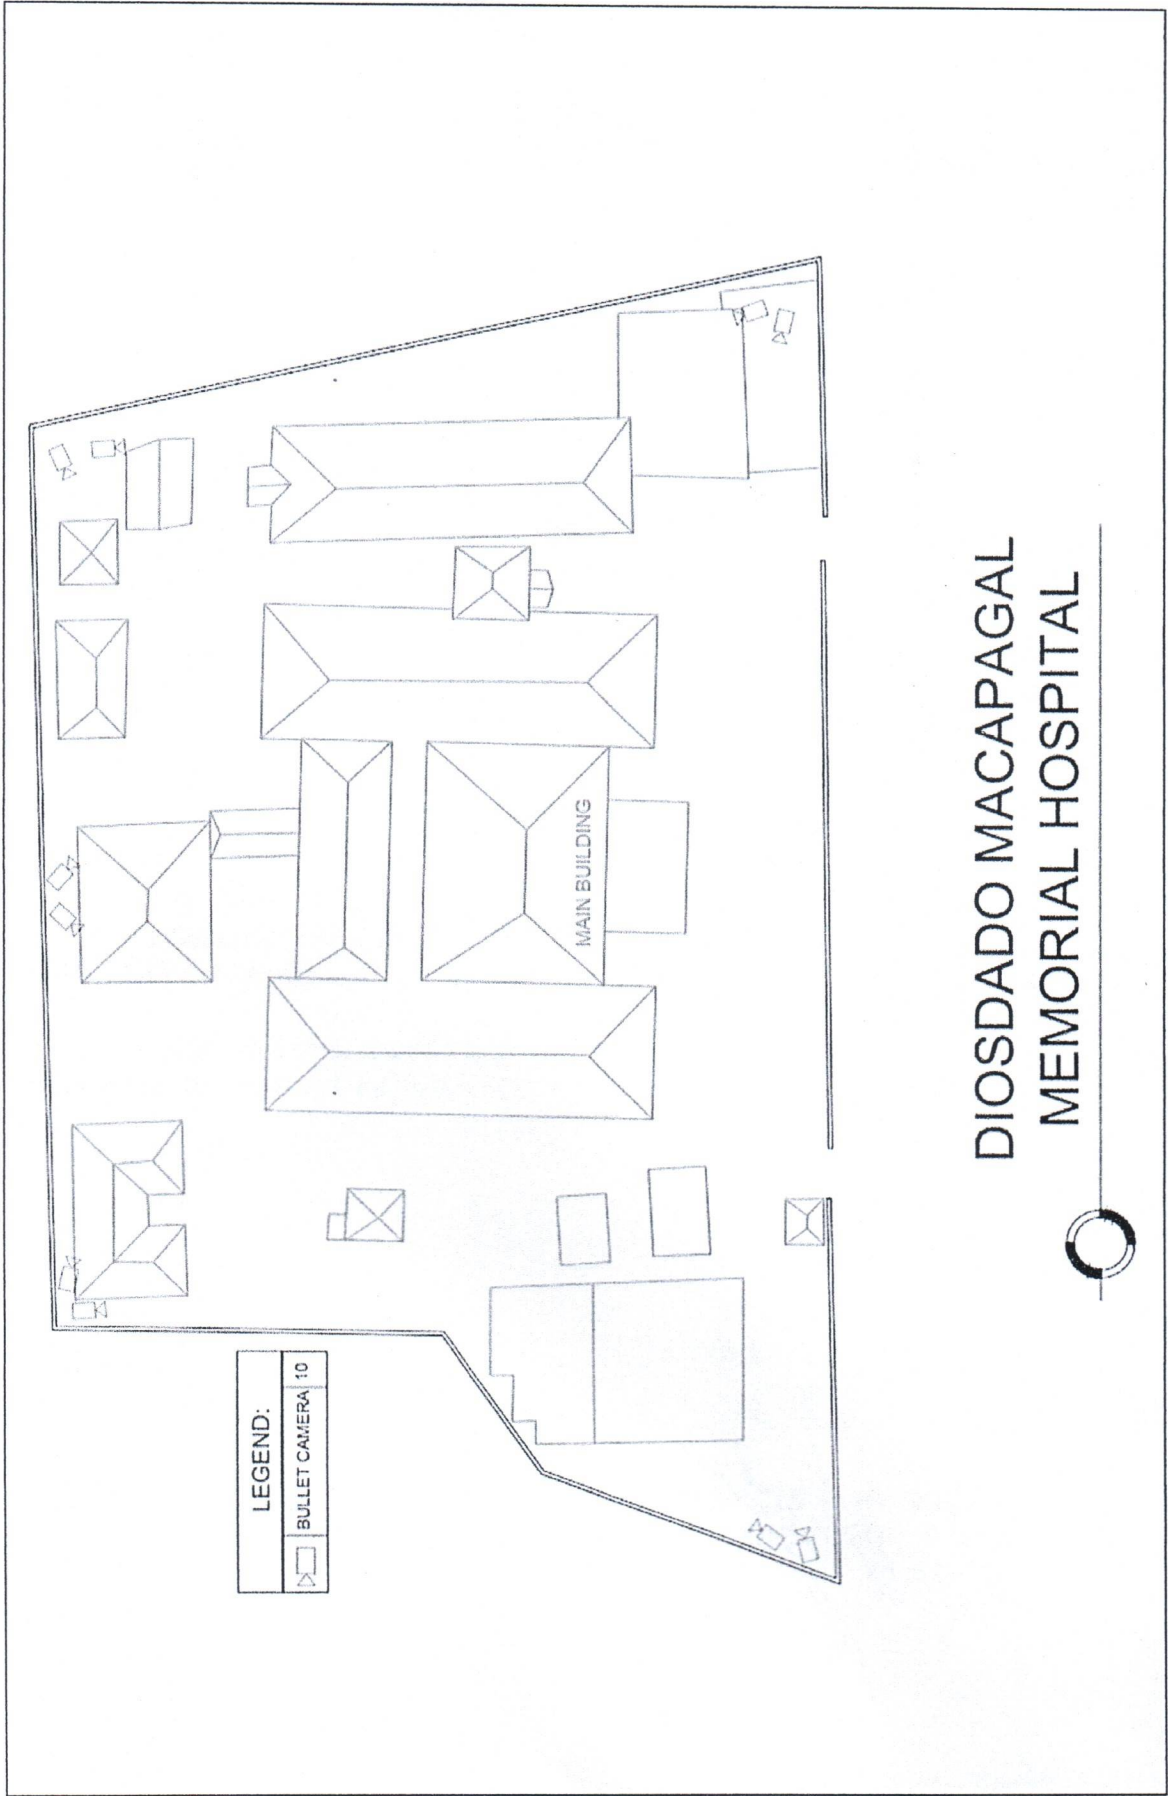 LEGEND:
BULLET CAMERA 10
MAIN BUILDING
DIOSDADO MACAPAGAL
MEMORIAL HOSPITAL